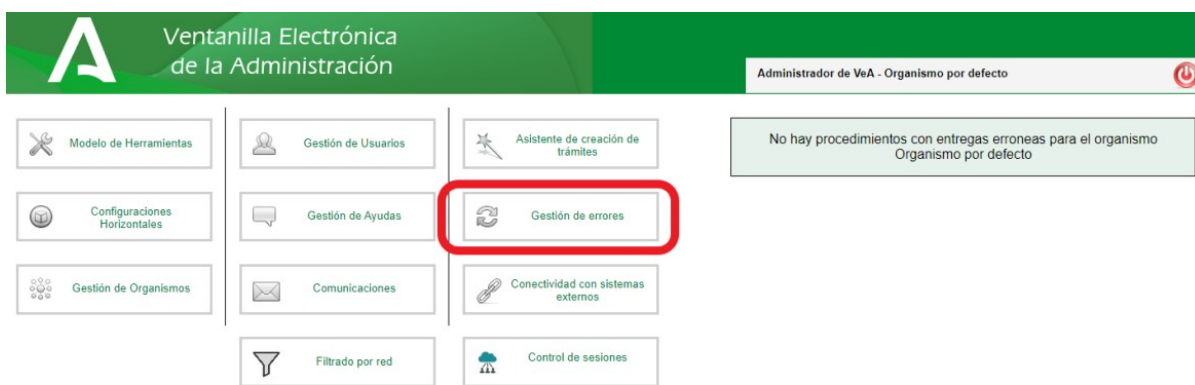 Ventanilla Electrónica
de la Administración
Administrador de VeA - Organismo por defecto
Modelo de Herramientas
Gestión de Usuarios
Asistente de creación de
trámites
No hay procedimientos con entregas erroneas para el organismo
Organismo por defecto
Configuraciones
Horizontales
Gestión de Ayudas
Gestión de errores
Gestión de Organismos
Comunicaciones
Conectividad con sistemas
externos
Filtrado por red
Control de sesiones